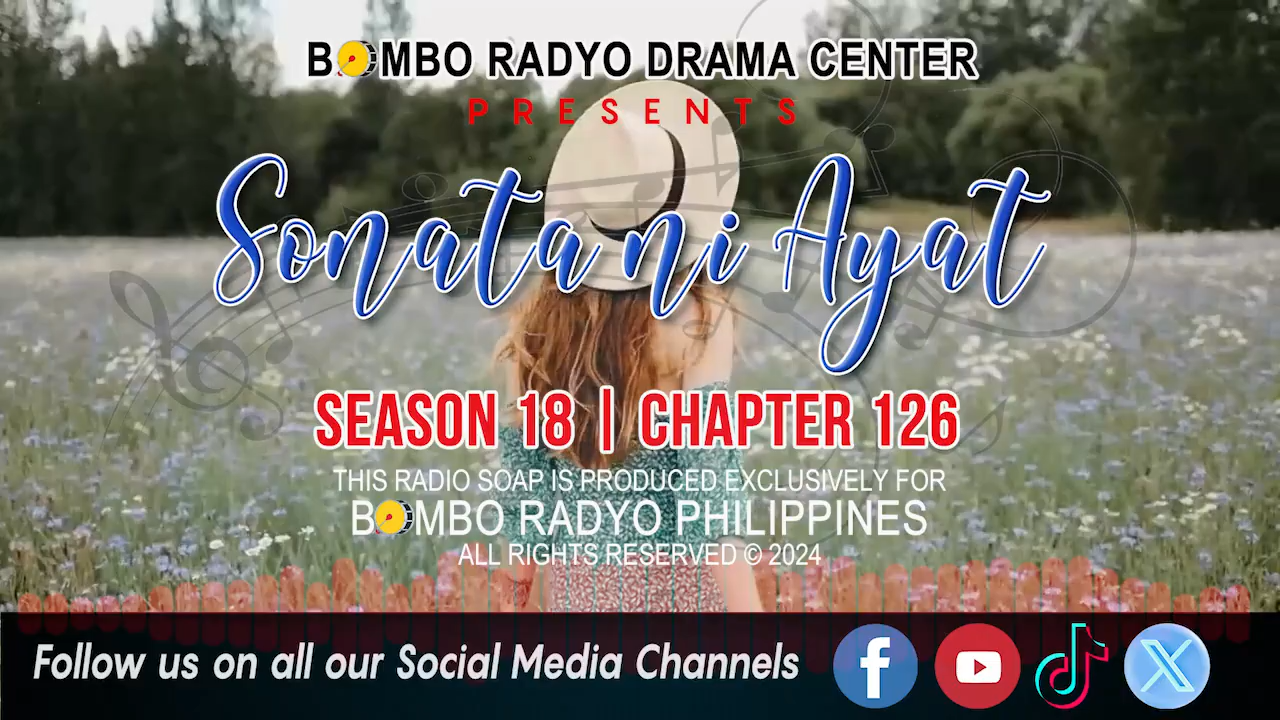 BOMBO RADYO DRAMA CENTER
PRESENTS
Sonata ni Ayat
SEASON 18 | CHAPTER 126
THIS RADIO SOAP IS PRODUCED EXCLUSIVELY FOR
BOMBO RADYO PHILIPPINES
ALL RIGHTS RESERVED © 2024
Follow us on all our Social Media Channels